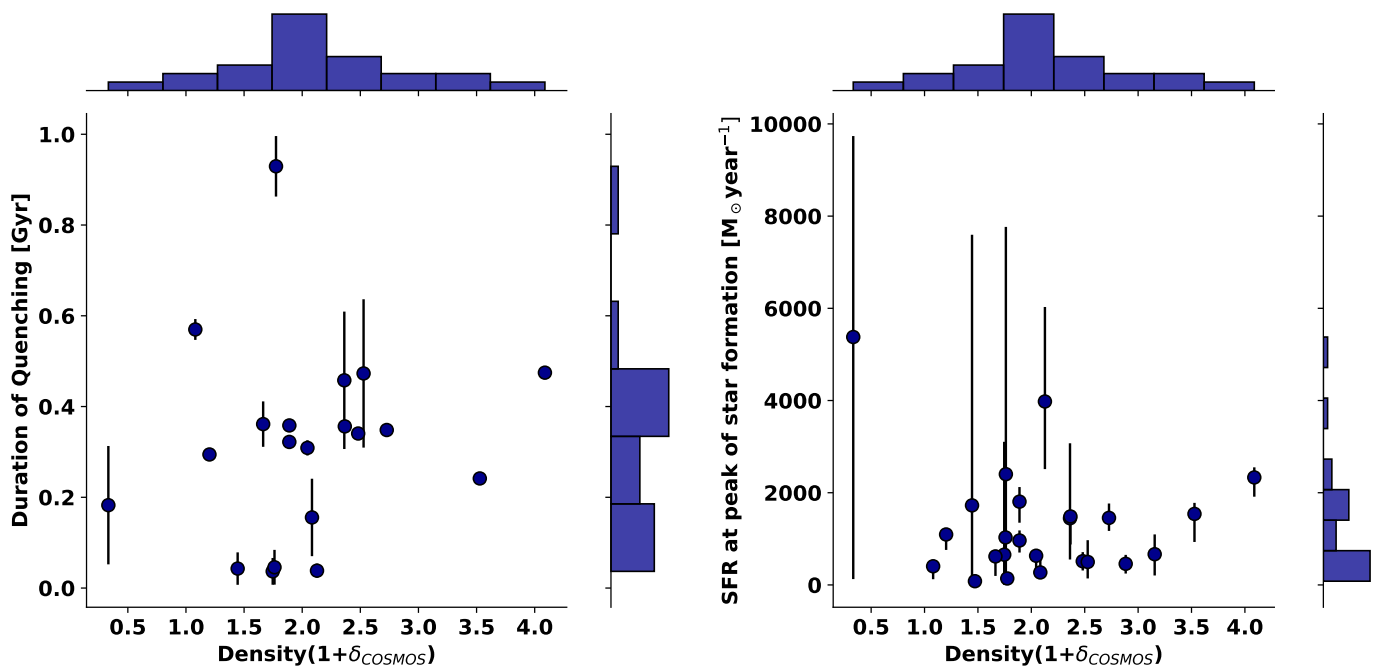 Duration of Quenching [Gyr]
1.0
0.8
0.6
0.4
0.2
0.0
0.5 1.0 1.5 2.0 2.5 3.0 3.5 4.0
Density(1+δCOSMOS)
SFR at peak of star formation [M⊙year⁻¹]
10000
8000
6000
4000
2000
0
0.5 1.0 1.5 2.0 2.5 3.0 3.5 4.0
Density(1+δCOSMOS)